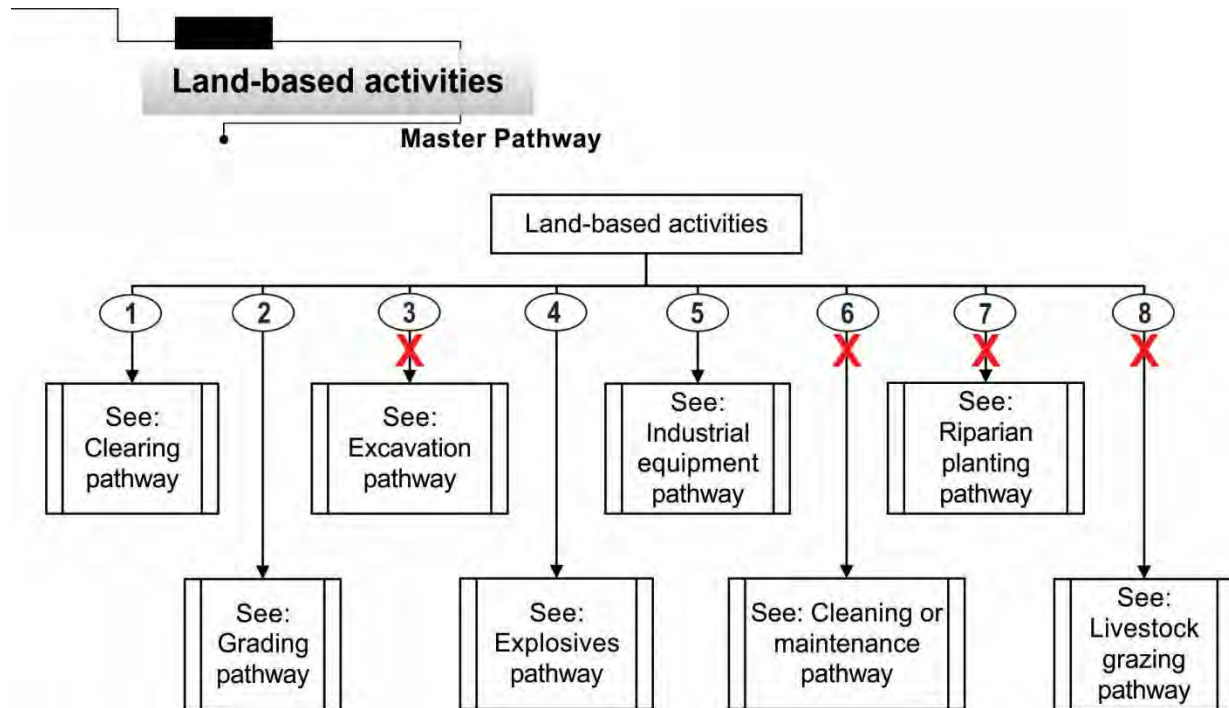 Land-based activities
Master Pathway
Land-based activities
1
2
3
4
5
6
7
8
X
X
X
X
See:
Clearing
pathway
See:
Excavation
pathway
See:
Industrial
equipment
pathway
See:
Riparian
planting
pathway
See:
Grading
pathway
See:
Explosives
pathway
See: Cleaning or
maintenance
pathway
See:
Livestock
grazing
pathway